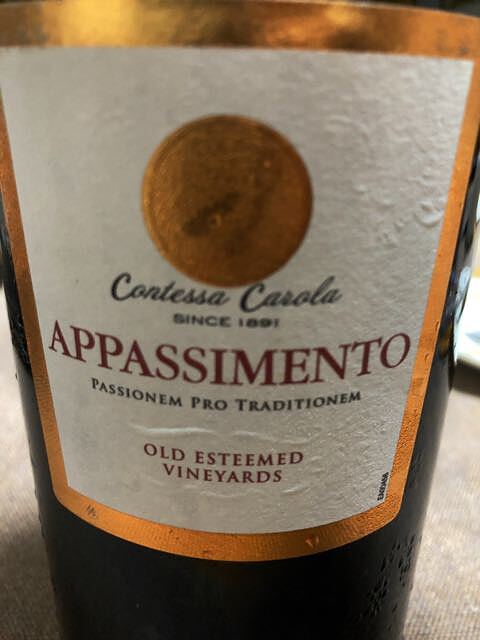 Contessa Carola
SINCE 1891
APPASSIMENTO
PASSIONEM PRO TRADITIONEM
OLD ESTEEMED
VINEYARDS